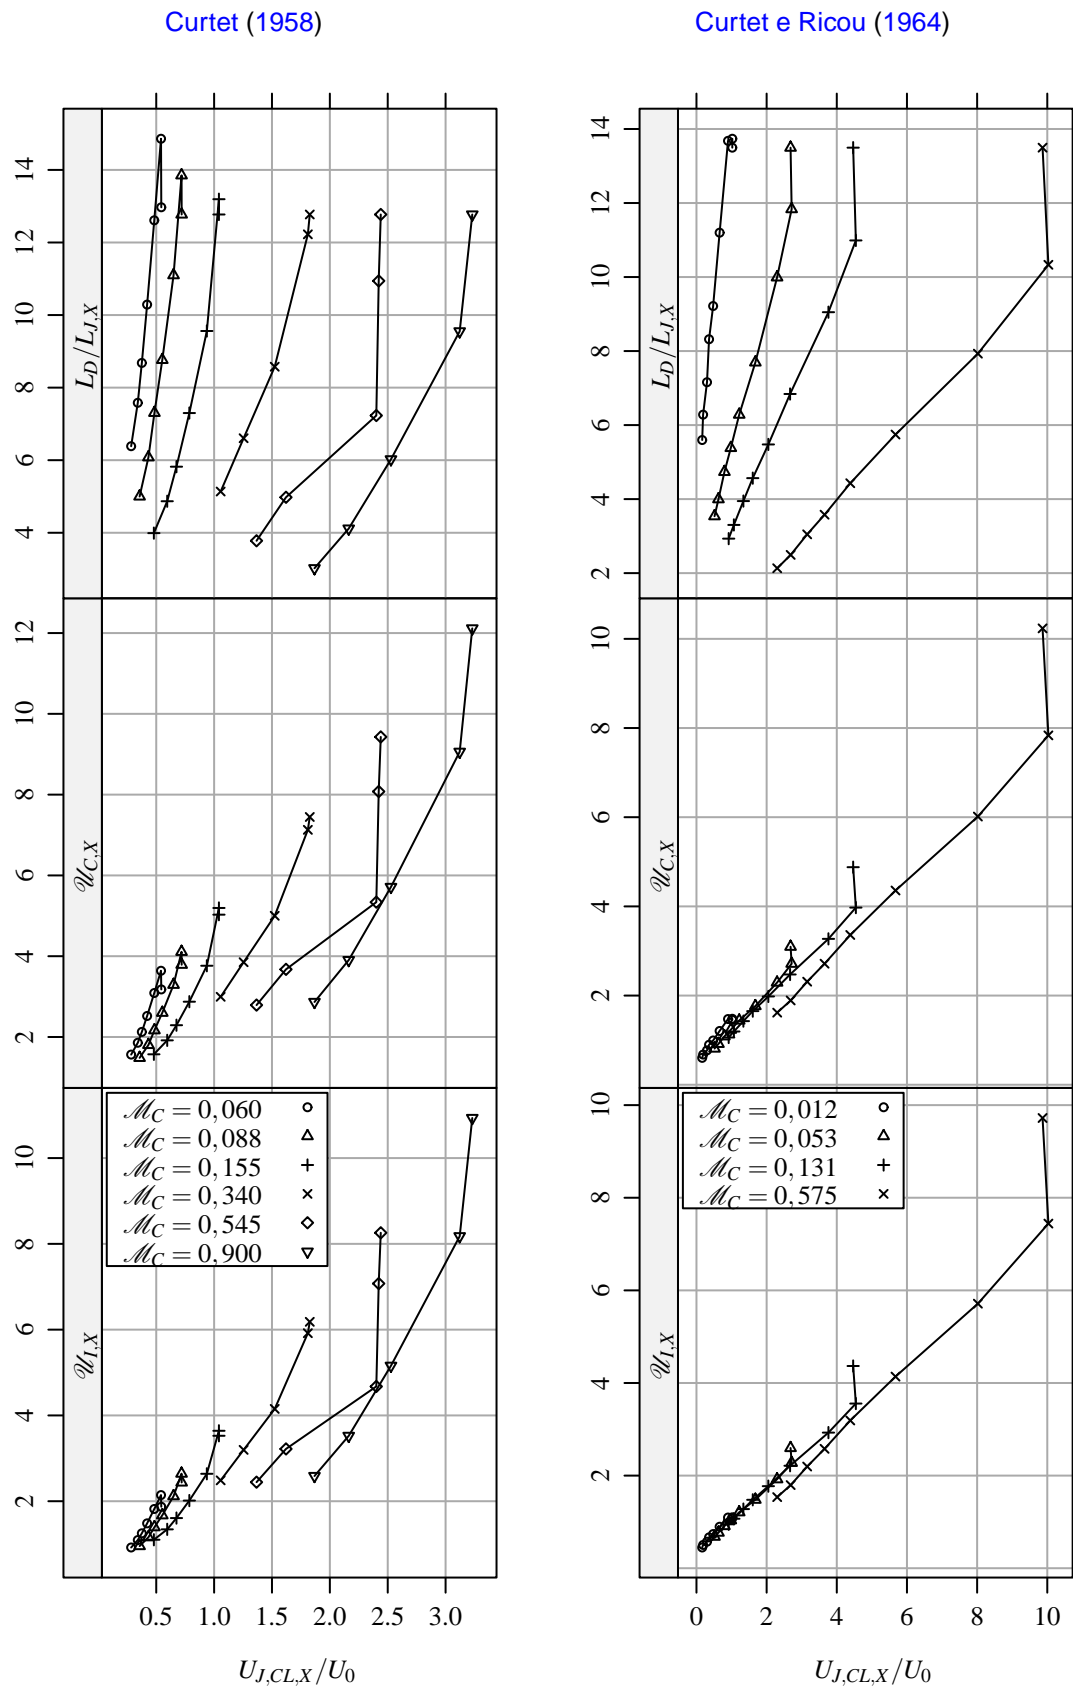 Curtet (1958)
Curtet e Ricou (1964)
L_D/L_{J,X}
4 6 8 10 12 14
𝒰_{C,X}
2 4 6 8 10 12
𝒰_{I,X}
2 4 6 8 10
ℳ_C = 0,060
ℳ_C = 0,088
ℳ_C = 0,155
ℳ_C = 0,340
ℳ_C = 0,545
ℳ_C = 0,900
0.5 1.0 1.5 2.0 2.5 3.0
U_{J,CL,X}/U_0
L_D/L_{J,X}
2 4 6 8 10 12 14
𝒰_{C,X}
2 4 6 8 10
𝒰_{I,X}
2 4 6 8 10
ℳ_C = 0,012
ℳ_C = 0,053
ℳ_C = 0,131
ℳ_C = 0,575
0 2 4 6 8 10
U_{J,CL,X}/U_0